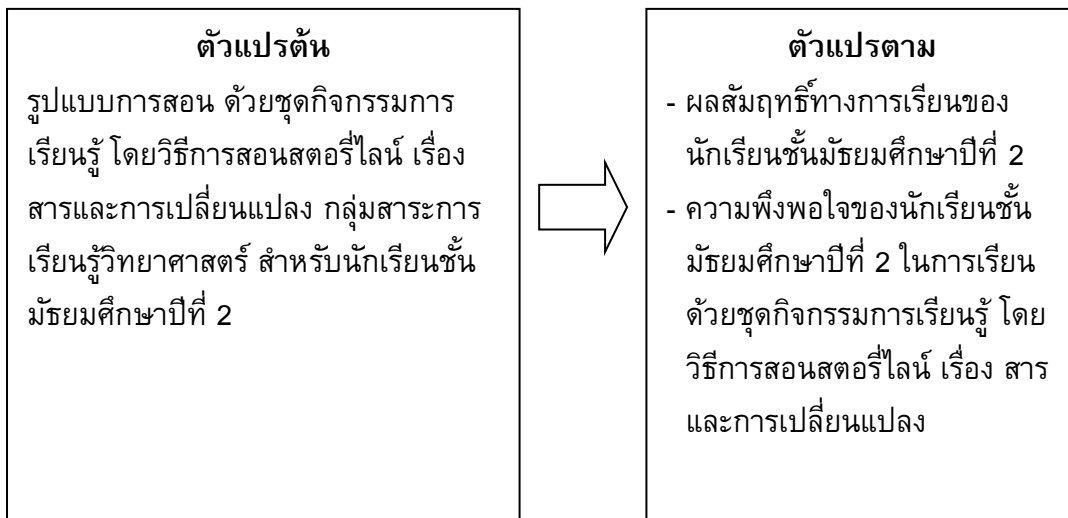 ตัวแปรต้น
รูปแบบการสอน ด้วยชุดกิจกรรมการ
เรียนรู้ โดยวิธีการสอนสตอรี่ไลน์ เรื่อง
สารและการเปลี่ยนแปลง กลุ่มสาระการ
เรียนรู้วิทยาศาสตร์ สำหรับนักเรียนชั้น
มัธยมศึกษาปีที่ 2
ตัวแปรตาม
- ผลสัมฤทธิ์ทางการเรียนของ
นักเรียนชั้นมัธยมศึกษาปีที่ 2
- ความพึงพอใจของนักเรียนชั้น
มัธยมศึกษาปีที่ 2 ในการเรียน
ด้วยชุดกิจกรรมการเรียนรู้ โดย
วิธีการสอนสตอรี่ไลน์ เรื่อง สาร
และการเปลี่ยนแปลง